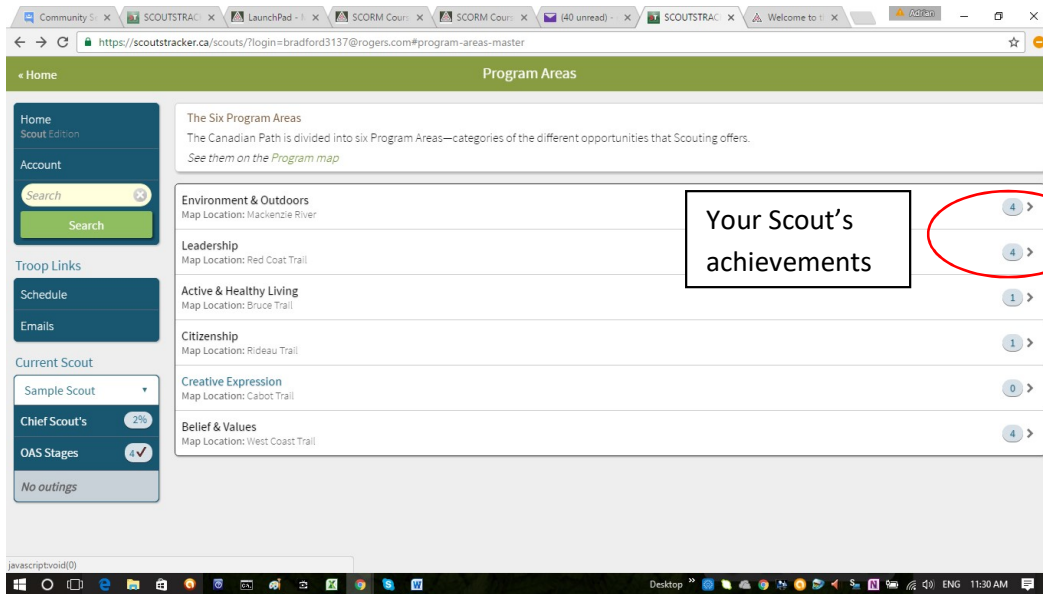 Community S
SCOUTSTRAC
LaunchPad -
SCORM Cours
SCORM Cours
(40 unread) -
SCOUTSTRAC
Welcome to t
Adrian
https://scoutstracker.ca/scouts/?login=bradford3137@rogers.com#program-areas-master
« Home
Program Areas
Home
Scout Edition
Account
Search
Search
Troop Links
Schedule
Emails
Current Scout
Sample Scout
Chief Scout's 2%
OAS Stages 4✓
No outings
The Six Program Areas
The Canadian Path is divided into six Program Areas—categories of the different opportunities that Scouting offers.
See them on the Program map
Environment & Outdoors 4
Map Location: Mackenzie River
Leadership 4
Map Location: Red Coat Trail
Active & Healthy Living 1
Map Location: Bruce Trail
Citizenship 1
Map Location: Rideau Trail
Creative Expression 0
Map Location: Cabot Trail
Belief & Values 4
Map Location: West Coast Trail
Your Scout's
achievements
javascript:void(0)
Desktop » ENG 11:30 AM